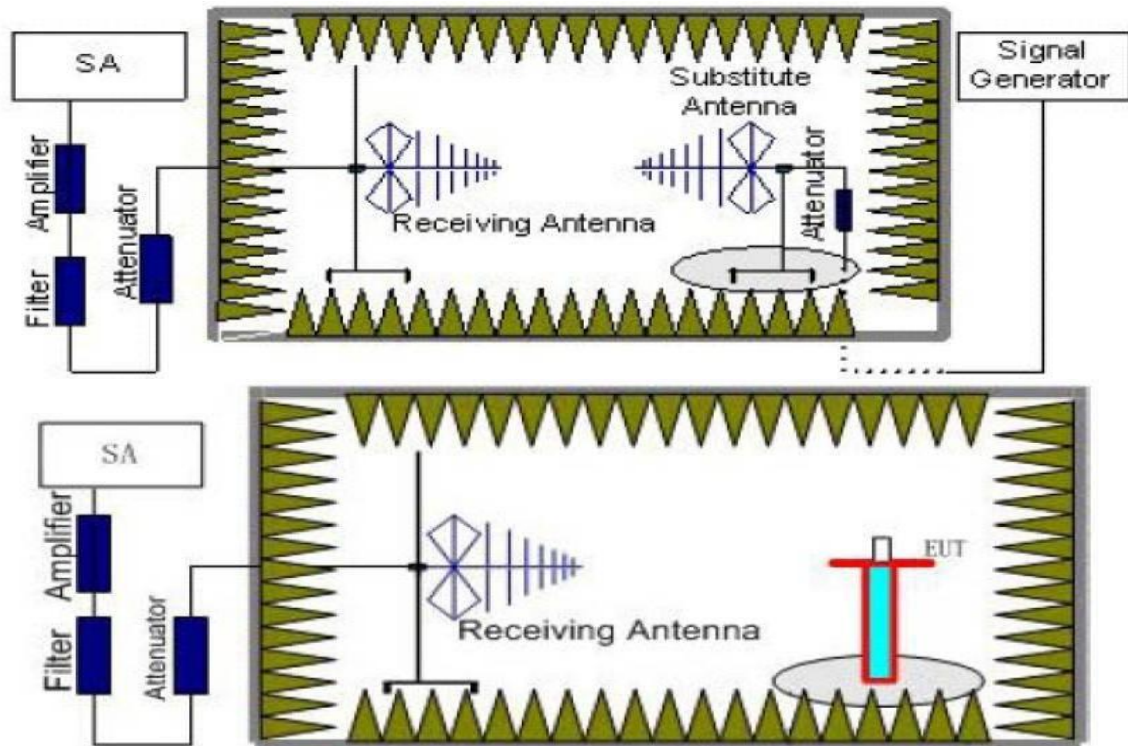 SA
Signal
Generator
Substitute
Antenna
Amplifier
Attenuator
Attenuator
Receiving Antenna
Filter
SA
Amplifier
EUT
Receiving Antenna
Attenuator
Filter